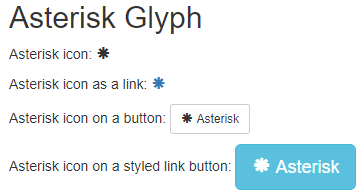 Asterisk Glyph
Asterisk icon: *
Asterisk icon as a link: *
Asterisk icon on a button: * Asterisk
Asterisk icon on a styled link button: * Asterisk